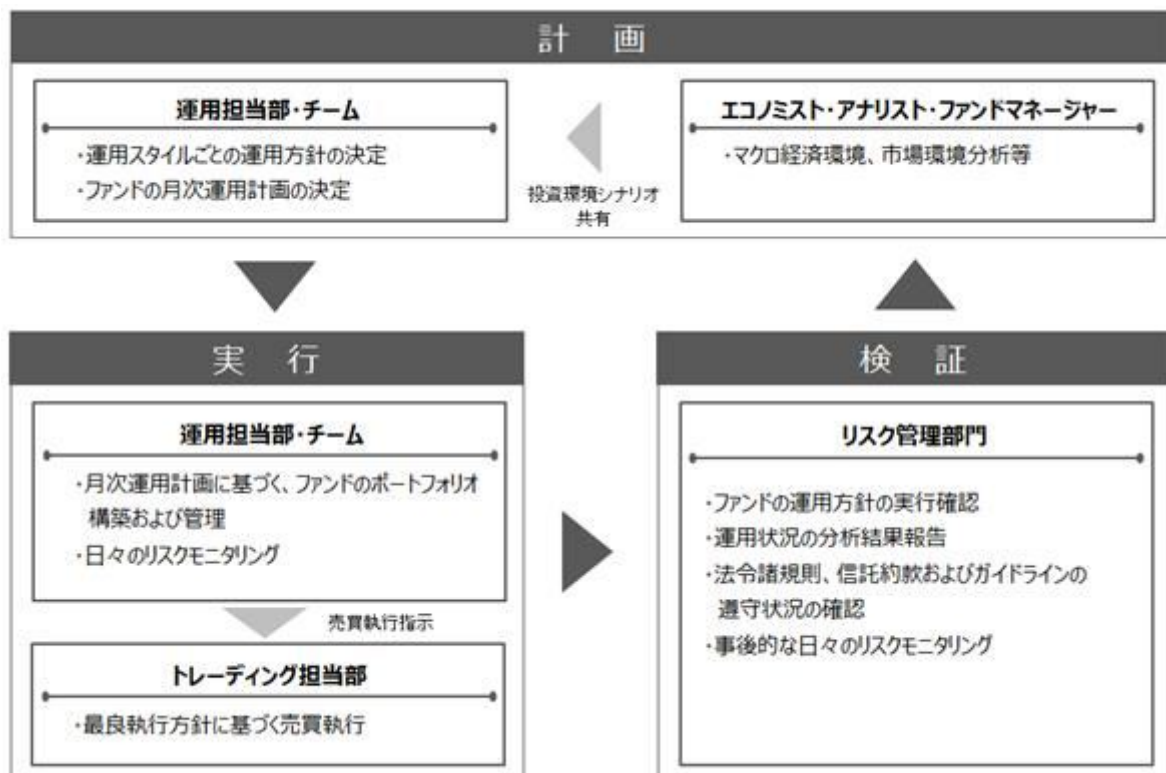 計 画
運用担当部・チーム
・運用スタイルごとの運用方針の決定
・ファンドの月次運用計画の決定
投資環境シナリオ
共有
エコノミスト・アナリスト・ファンドマネージャー
・マクロ経済環境、市場環境分析等
実 行
運用担当部・チーム
・月次運用計画に基づく、ファンドのポートフォリオ
構築および管理
・日々のリスクモニタリング
売買執行指示
トレーディング担当部
・最良執行方針に基づく売買執行
検 証
リスク管理部門
・ファンドの運用方針の実行確認
・運用状況の分析結果報告
・法令諸規則、信託約款およびガイドラインの
遵守状況の確認
・事後的な日々のリスクモニタリング